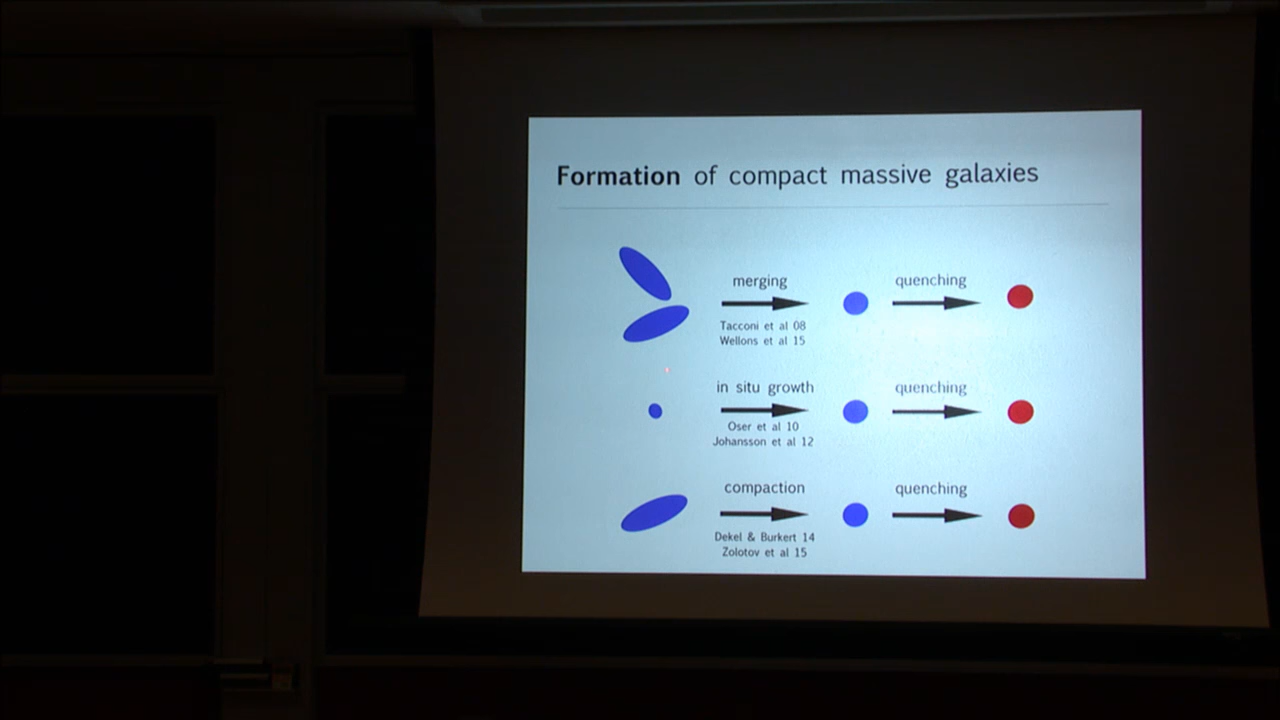 Formation of compact massive galaxies
merging
quenching
Tacconi et al 08
Wellons et al 15
in situ growth
quenching
Oser et al 10
Johansson et al 12
compaction
quenching
Dekel & Burkert 14
Zolotov et al 15